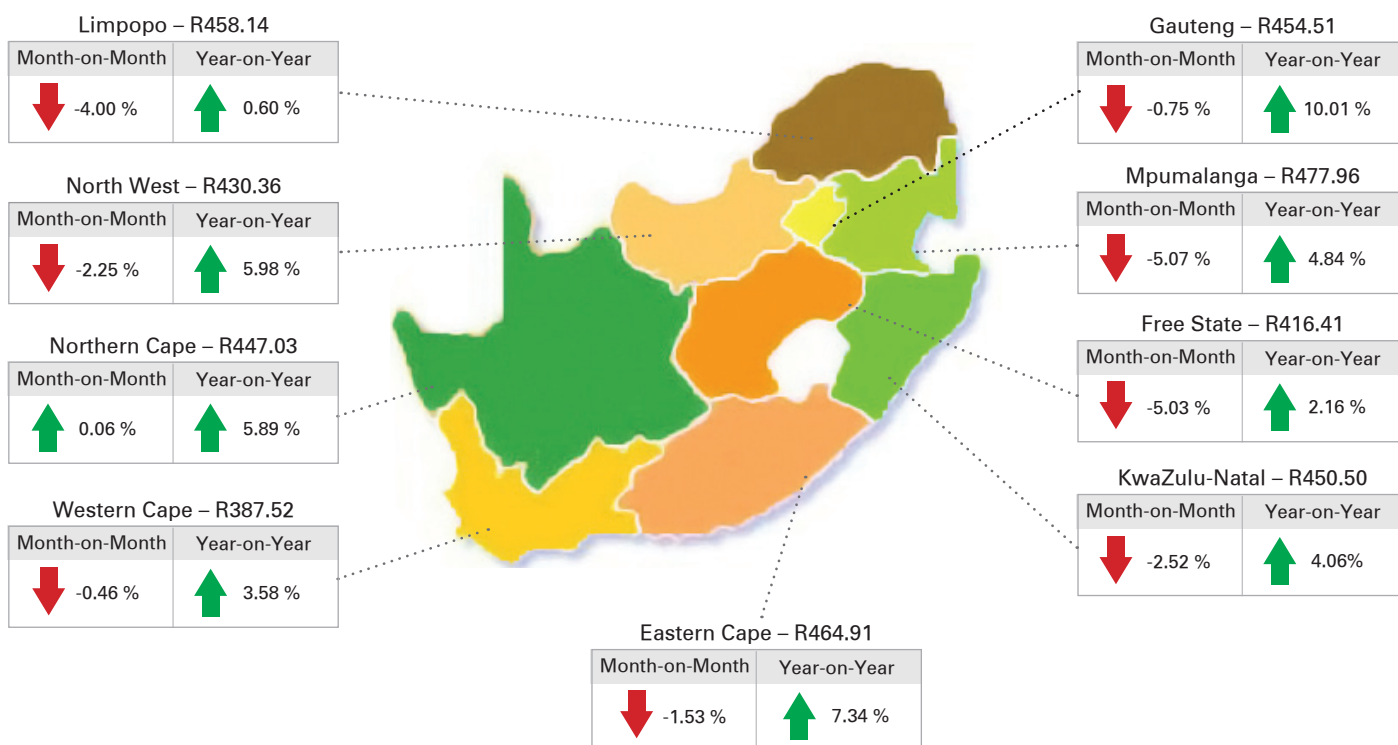 Limpopo – R458.14
Month-on-Month Year-on-Year
-4.00 % 0.60 %
North West – R430.36
Month-on-Month Year-on-Year
-2.25 % 5.98 %
Northern Cape – R447.03
Month-on-Month Year-on-Year
0.06 % 5.89 %
Western Cape – R387.52
Month-on-Month Year-on-Year
-0.46 % 3.58 %
Gauteng – R454.51
Month-on-Month Year-on-Year
-0.75 % 10.01 %
Mpumalanga – R477.96
Month-on-Month Year-on-Year
-5.07 % 4.84 %
Free State – R416.41
Month-on-Month Year-on-Year
-5.03 % 2.16 %
KwaZulu-Natal – R450.50
Month-on-Month Year-on-Year
-2.52 % 4.06%
Eastern Cape – R464.91
Month-on-Month Year-on-Year
-1.53 % 7.34 %